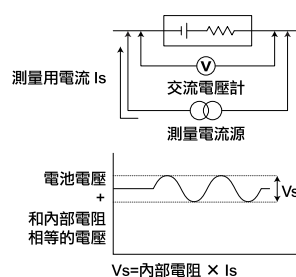 測量用電流 Is
V
交流電壓計
測量電流源
電池電壓
+
和內部電阻
相等的電壓
Vs
Vs=內部電阻 × Is